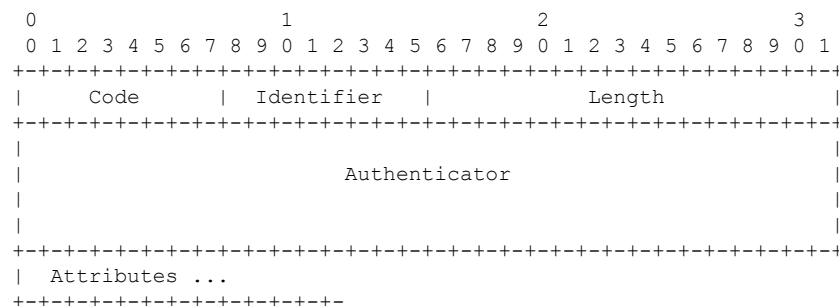 0                   1                   2                   3
 0 1 2 3 4 5 6 7 8 9 0 1 2 3 4 5 6 7 8 9 0 1 2 3 4 5 6 7 8 9 0 1
+-+-+-+-+-+-+-+-+-+-+-+-+-+-+-+-+-+-+-+-+-+-+-+-+-+-+-+-+-+-+-+-+
|     Code      |  Identifier   |            Length             |
+-+-+-+-+-+-+-+-+-+-+-+-+-+-+-+-+-+-+-+-+-+-+-+-+-+-+-+-+-+-+-+-+
|                                                               |
|                         Authenticator                         |
|                                                               |
|                                                               |
+-+-+-+-+-+-+-+-+-+-+-+-+-+-+-+-+-+-+-+-+-+-+-+-+-+-+-+-+-+-+-+-+
|  Attributes ...
+-+-+-+-+-+-+-+-+-+-+-+-+-